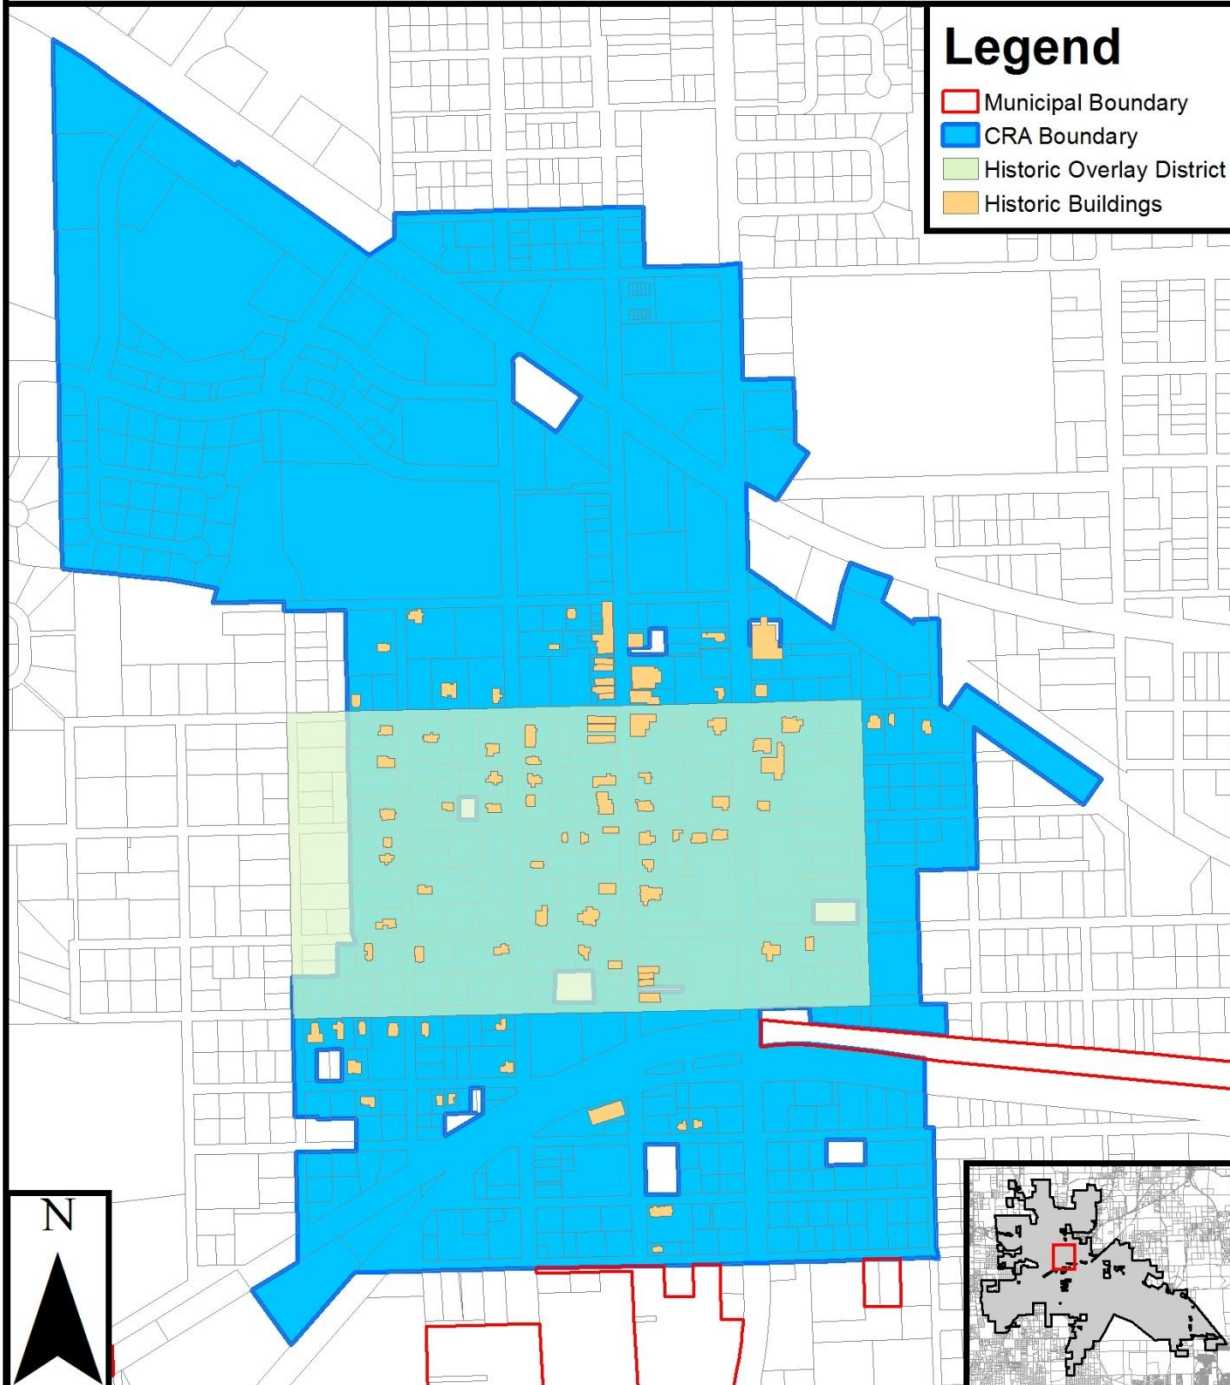 Legend
Municipal Boundary
CRA Boundary
Historic Overlay District
Historic Buildings
N